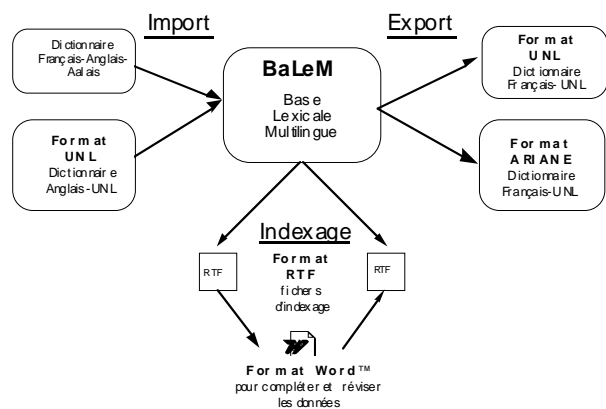 Import
Export
Dictionnaire
Français-Anglais-
Aalais
Format
UNL
Dictionnaire
Anglais-UNL
BaLeM
Base
Lexicale
Multilingue
Format
UNL
Dictionnaire
Français- UNL
Format
ARIANE
Dictionnaire
Français-UNL
Indexage
Format
RTF
fichers
d'indexage
RTF
RTF
Format Word™
pour compléter et réviser
les données